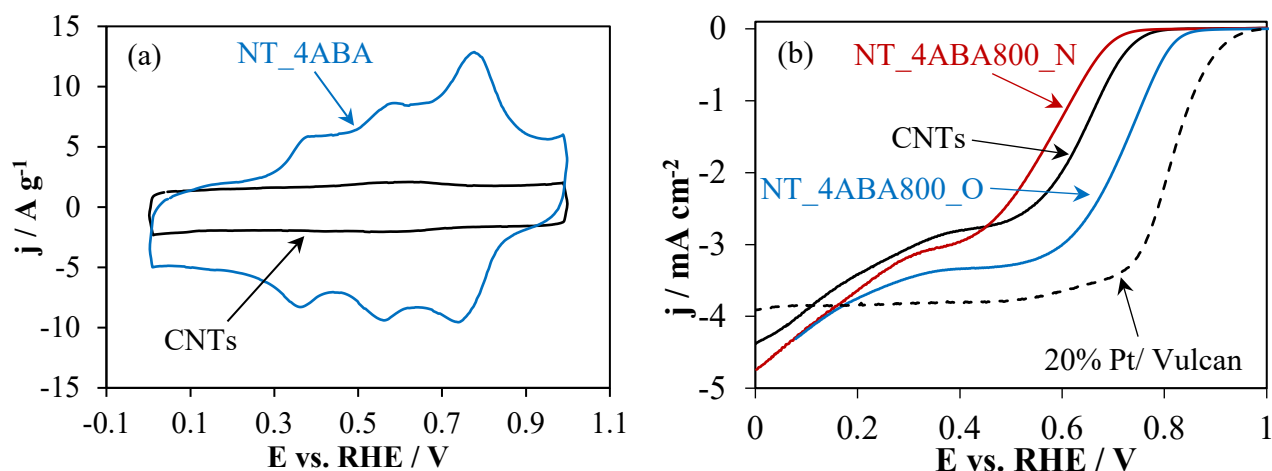 (a)
NT_4ABA
CNTs
15
10
5
0
-5
-10
-15
-0.1
0.1
0.3
0.5
0.7
0.9
1.1
j / A g-1
E vs. RHE / V
(b)
NT_4ABA800_N
CNTs
NT_4ABA800_O
20% Pt/ Vulcan
0
-1
-2
-3
-4
-5
0
0.2
0.4
0.6
0.8
1
j / mA cm-2
E vs. RHE / V